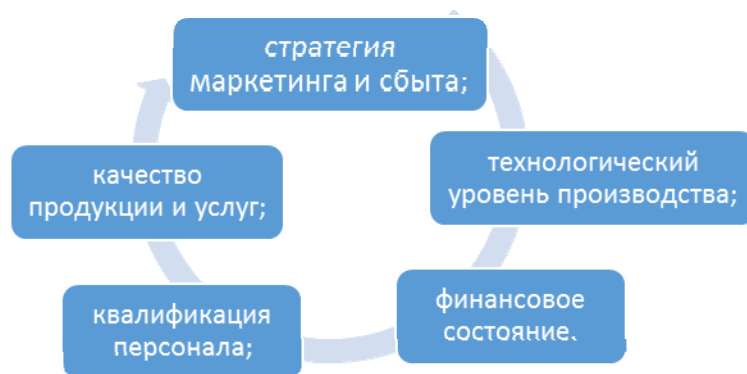 стратегия
маркетинга и сбыта;
технологический
уровень производства;
финансовое
состояние.
квалификация
персонала;
качество
продукции и услуг;